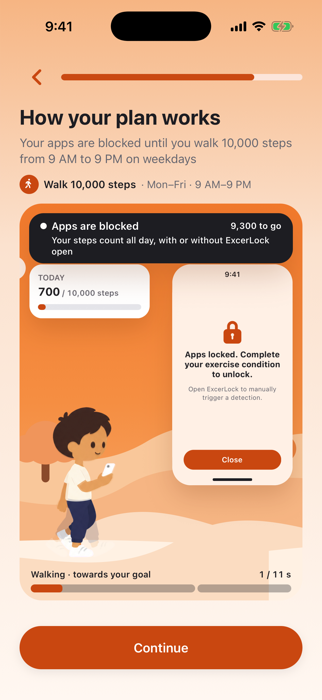 9:41
How your plan works
Your apps are blocked until you walk 10,000 steps
from 9 AM to 9 PM on weekdays
Walk 10,000 steps · Mon–Fri · 9 AM–9 PM
Apps are blocked 9,300 to go
Your steps count all day, with or without ExcerLock
open
TODAY
700 / 10,000 steps
9:41
Apps locked. Complete
your exercise condition
to unlock.
Open ExcerLock to manually
trigger a detection.
Close
Walking · towards your goal 1 / 11 s
Continue